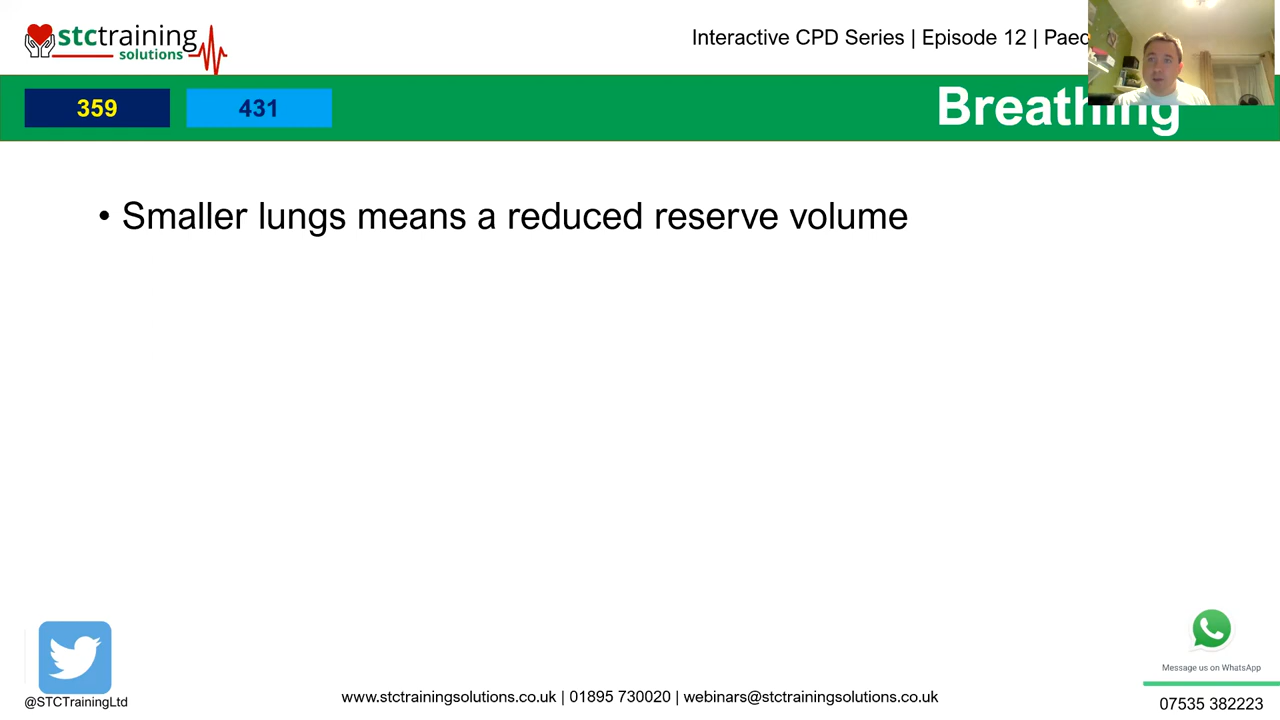 stctraining
solutions
Interactive CPD Series | Episode 12 |
359
431
Breathing
• Smaller lungs means a reduced reserve volume
@STCTrainingLtd
www.stctrainingsolutions.co.uk | 01895 730020 | webinars@stctrainingsolutions.co.uk
Message us on WhatsApp
07535 382223